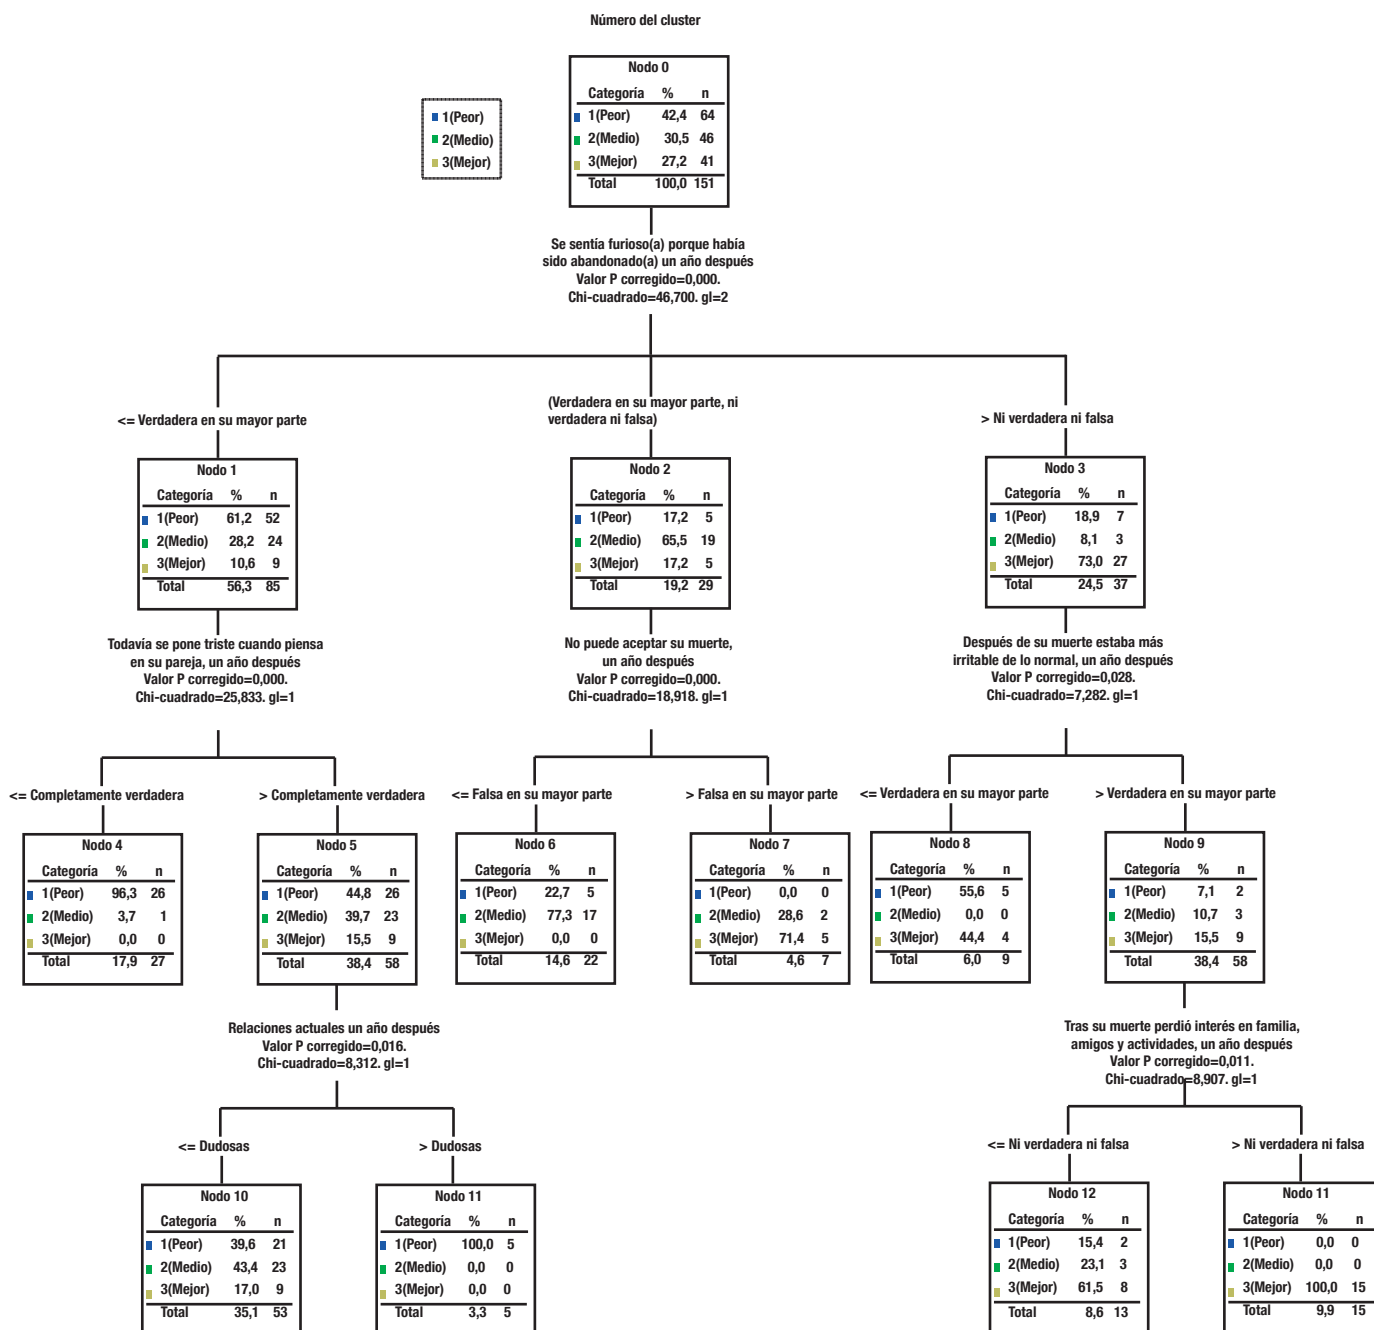 Número del cluster
1(Peor)
2(Medio)
3(Mejor)
Nodo 0
Categoría % n
1(Peor) 42,4 64
2(Medio) 30,5 46
3(Mejor) 27,2 41
Total 100,0 151
Se sentía furioso(a) porque había
sido abandonado(a) un año después
Valor P corregido=0,000.
Chi-cuadrado=46,700. gl=2
<= Verdadera en su mayor parte
(Verdadera en su mayor parte, ni
verdadera ni falsa)
> Ni verdadera ni falsa
Nodo 1
Categoría % n
1(Peor) 61,2 52
2(Medio) 28,2 24
3(Mejor) 10,6 9
Total 56,3 85
Nodo 2
Categoría % n
1(Peor) 17,2 5
2(Medio) 65,5 19
3(Mejor) 17,2 5
Total 19,2 29
Nodo 3
Categoría % n
1(Peor) 18,9 7
2(Medio) 8,1 3
3(Mejor) 73,0 27
Total 24,5 37
Todavía se pone triste cuando piensa
en su pareja, un año después
Valor P corregido=0,000.
Chi-cuadrado=25,833. gl=1
No puede aceptar su muerte,
un año después
Valor P corregido=0,000.
Chi-cuadrado=18,918. gl=1
Después de su muerte estaba más
irritable de lo normal, un año después
Valor P corregido=0,028.
Chi-cuadrado=7,282. gl=1
<= Completamente verdadera
> Completamente verdadera
<= Falsa en su mayor parte
> Falsa en su mayor parte
<= Verdadera en su mayor parte
> Verdadera en su mayor parte
Nodo 4
Categoría % n
1(Peor) 96,3 26
2(Medio) 3,7 1
3(Mejor) 0,0 0
Total 17,9 27
Nodo 5
Categoría % n
1(Peor) 44,8 26
2(Medio) 39,7 23
3(Mejor) 15,5 9
Total 38,4 58
Nodo 6
Categoría % n
1(Peor) 22,7 5
2(Medio) 77,3 17
3(Mejor) 0,0 0
Total 14,6 22
Nodo 7
Categoría % n
1(Peor) 0,0 0
2(Medio) 28,6 2
3(Mejor) 71,4 5
Total 4,6 7
Nodo 8
Categoría % n
1(Peor) 55,6 5
2(Medio) 0,0 0
3(Mejor) 44,4 4
Total 6,0 9
Nodo 9
Categoría % n
1(Peor) 7,1 2
2(Medio) 10,7 3
3(Mejor) 15,5 9
Total 38,4 58
Relaciones actuales un año después
Valor P corregido=0,016.
Chi-cuadrado=8,312. gl=1
Tras su muerte perdió interés en familia,
amigos y actividades, un año después
Valor P corregido=0,011.
Chi-cuadrado=8,907. gl=1
<= Dudosas
> Dudosas
<= Ni verdadera ni falsa
> Ni verdadera ni falsa
Nodo 10
Categoría % n
1(Peor) 39,6 21
2(Medio) 43,4 23
3(Mejor) 17,0 9
Total 35,1 53
Nodo 11
Categoría % n
1(Peor) 100,0 5
2(Medio) 0,0 0
3(Mejor) 0,0 0
Total 3,3 5
Nodo 12
Categoría % n
1(Peor) 15,4 2
2(Medio) 23,1 3
3(Mejor) 61,5 8
Total 8,6 13
Nodo 11
Categoría % n
1(Peor) 0,0 0
2(Medio) 0,0 0
3(Mejor) 100,0 15
Total 9,9 15